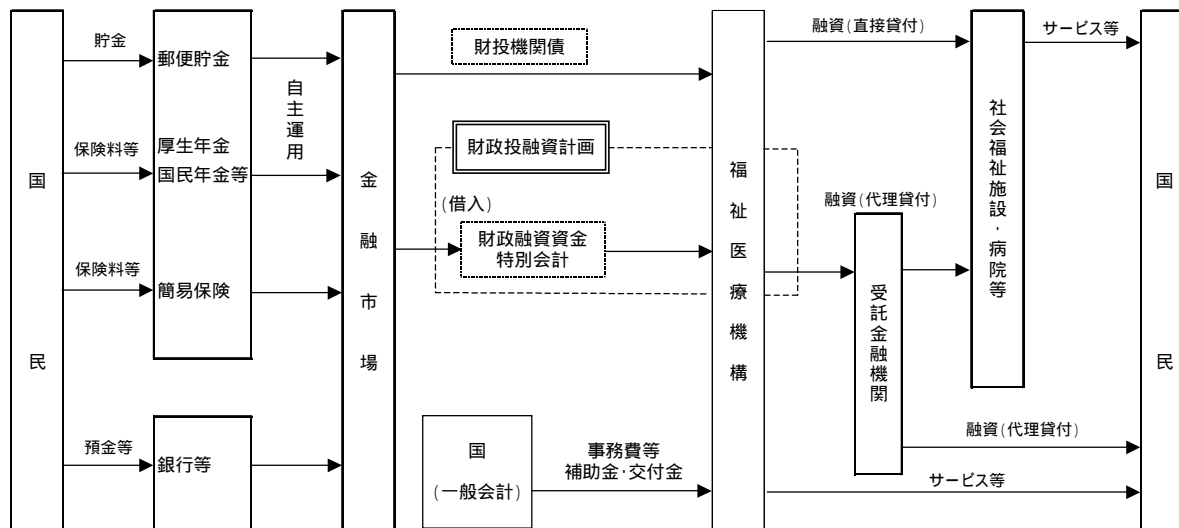 国民
貯金
保険料等
保険料等
預金等
郵便貯金
厚生年金
国民年金等
簡易保険
銀行等
自主運用
金融市場
財投機関債
財政投融資計画
(借入)
財政融資資金
特別会計
国
(一般会計)
事務費等
補助金・交付金
福祉医療機構
融資(直接貸付)
融資(代理貸付)
受託金融機関
社会福祉施設・病院等
サービス等
融資(代理貸付)
サービス等
国民